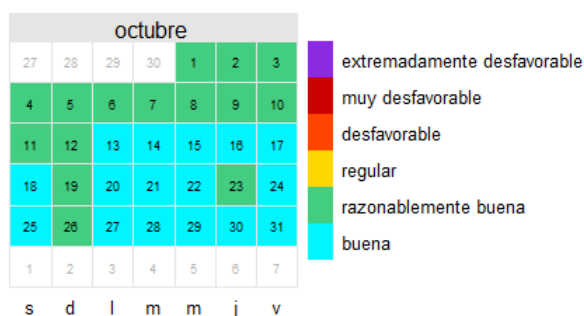 octubre
27 28 29 30 1 2 3
4 5 6 7 8 9 10
11 12 13 14 15 16 17
18 19 20 21 22 23 24
25 26 27 28 29 30 31
1 2 3 4 5 6 7
s d l m m j v
extremadamente desfavorable
muy desfavorable
desfavorable
regular
razonablemente buena
buena